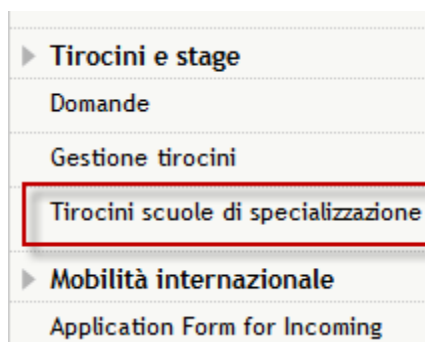 Tirocini e stage
Domande
Gestione tirocini
Tirocini scuole di specializzazione
Mobilità internazionale
Application Form for Incoming